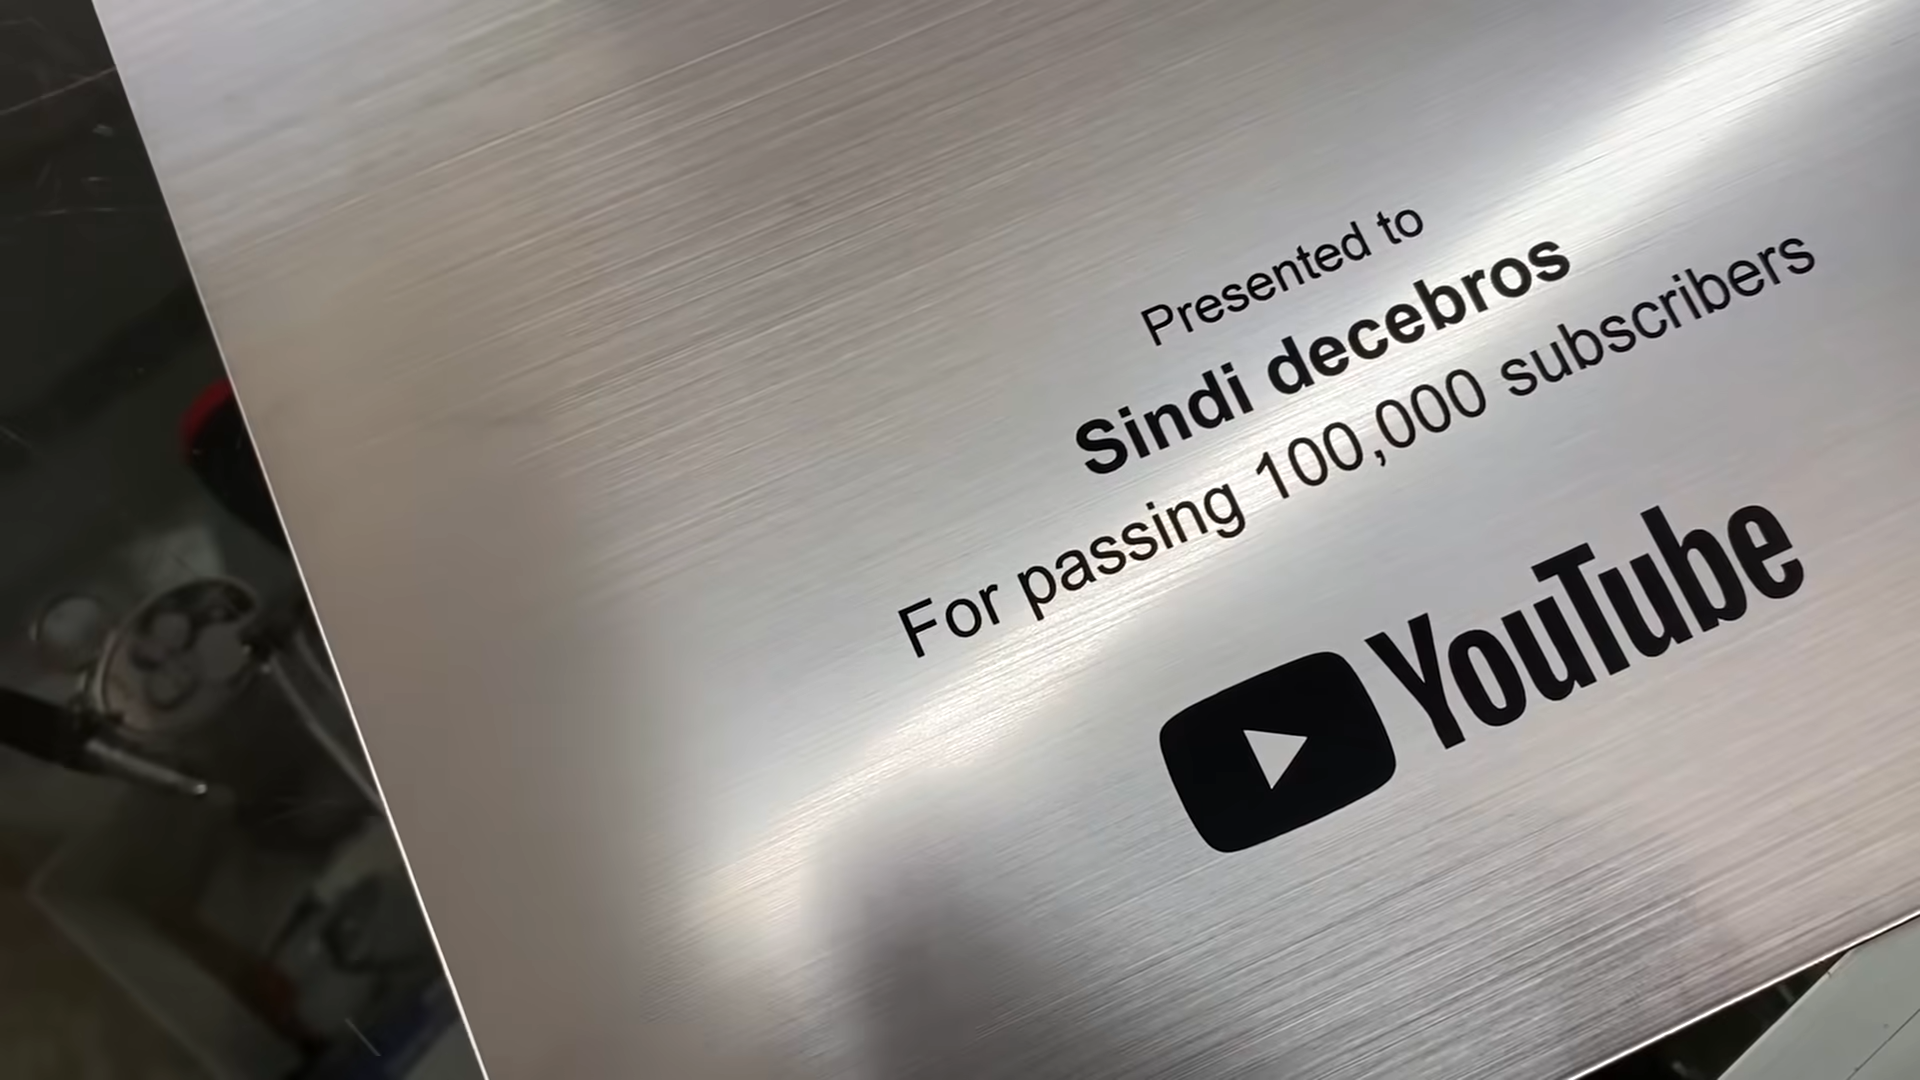 Presented to
Sindi decebros
For passing 100,000 subscribers
YouTube